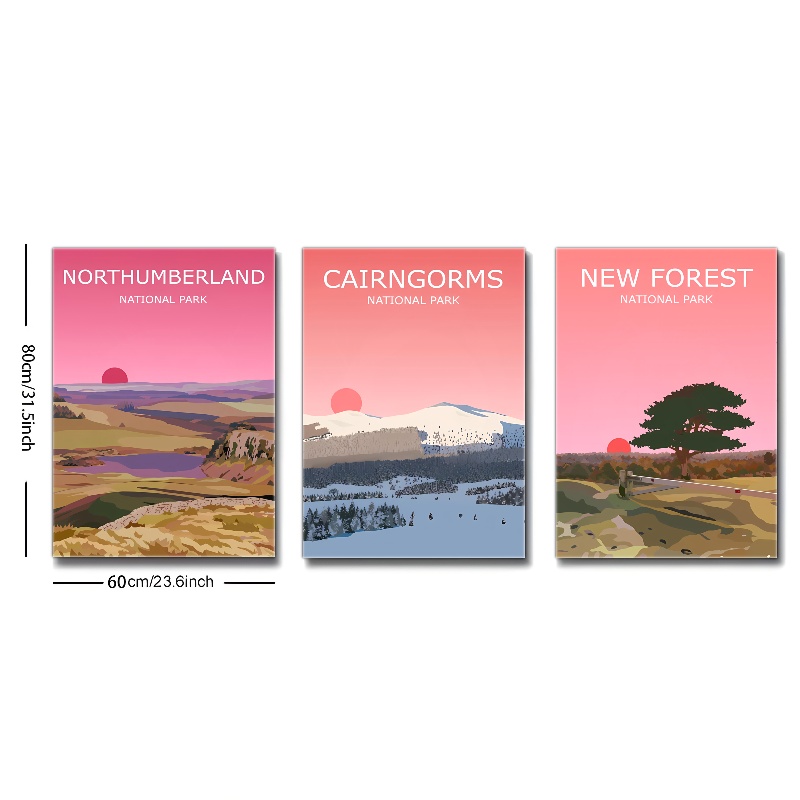 NORTHUMBERLAND
NATIONAL PARK
CAIRNGORMS
NATIONAL PARK
NEW FOREST
NATIONAL PARK
80cm/31.5inch
60cm/23.6inch